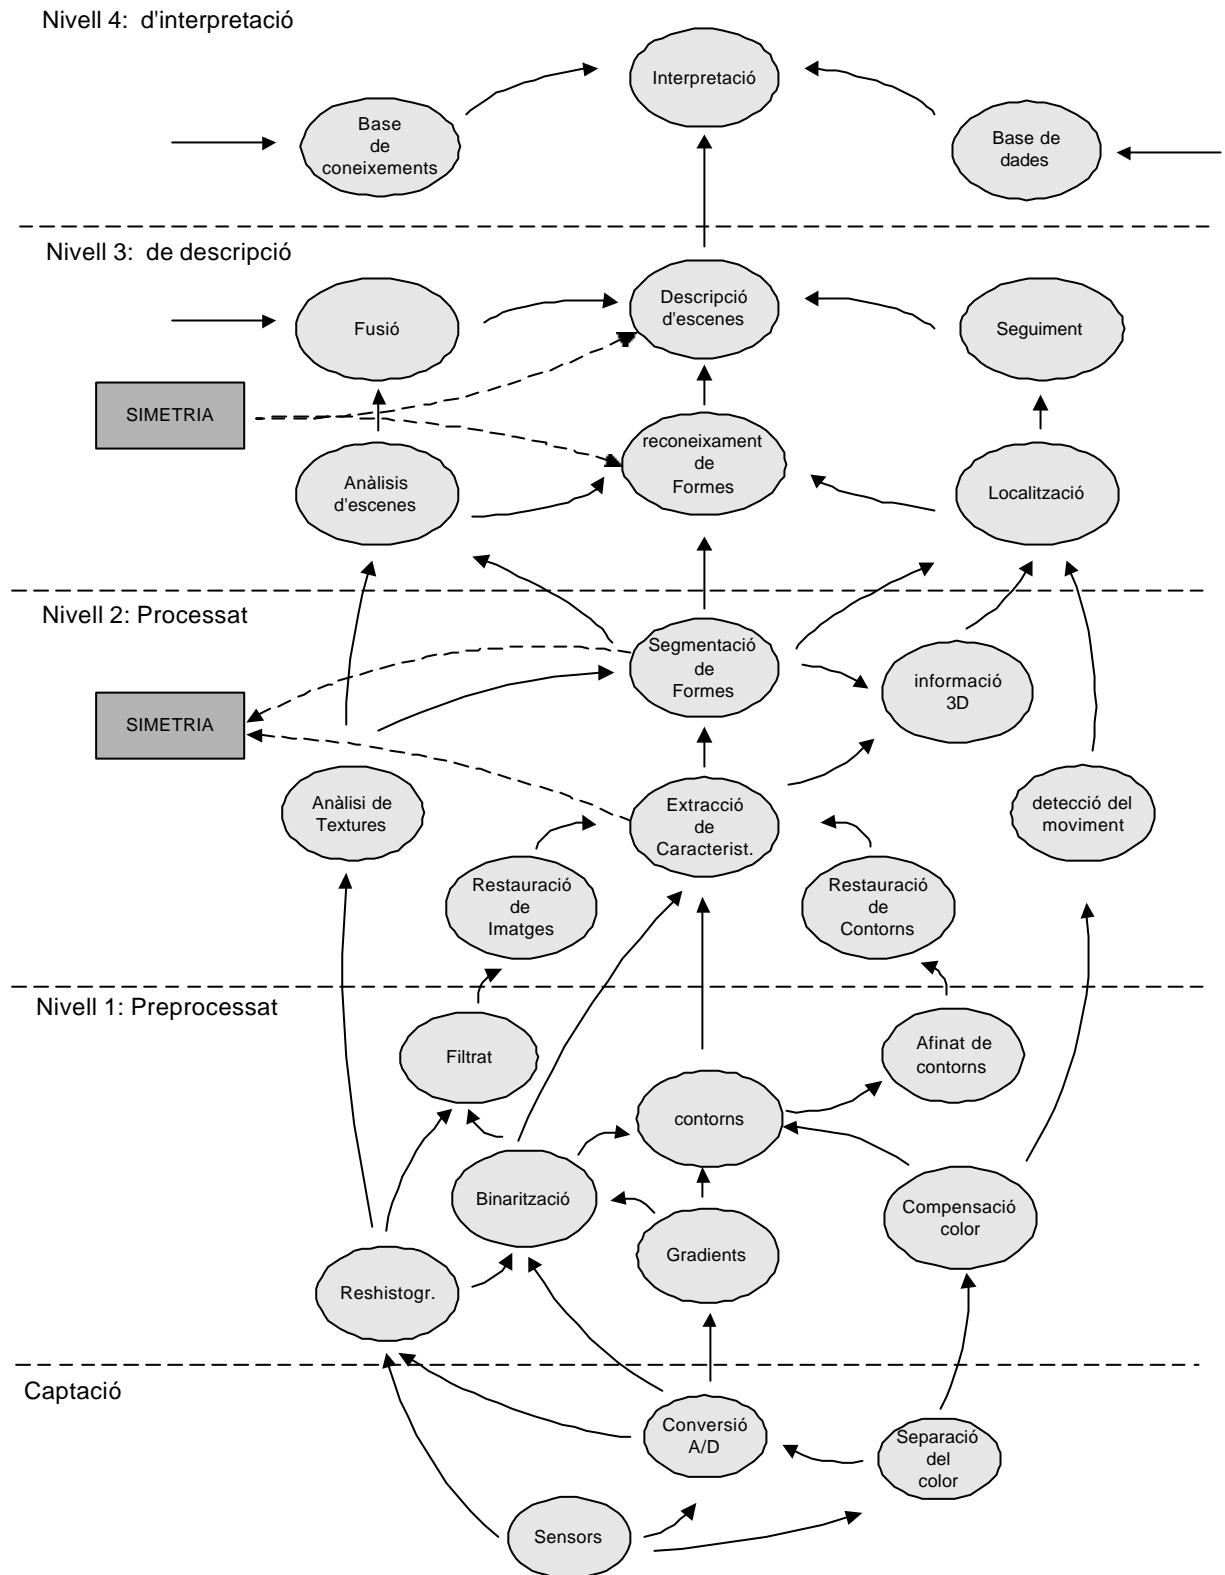 Nivell 4:  d'interpretació
Interpretació
Base
de
coneixements
Base de
dades
Nivell 3:  de descripció
Fusió
Descripció
d'escenes
Seguiment
SIMETRIA
reconeixament
de
Formes
Anàlisis
d'escenes
Localització
Nivell 2: Processat
Segmentació
de
Formes
informació
3D
SIMETRIA
Anàlisi de
Textures
Extracció
de
Caracterist.
detecció del
moviment
Restauració
de
Imatges
Restauració
de
Contorns
Nivell 1: Preprocessat
Filtrat
Afinat de
contorns
contorns
Binarització
Compensació
color
Gradients
Reshistogr.
Captació
Conversió
A/D
Separació
del
color
Sensors